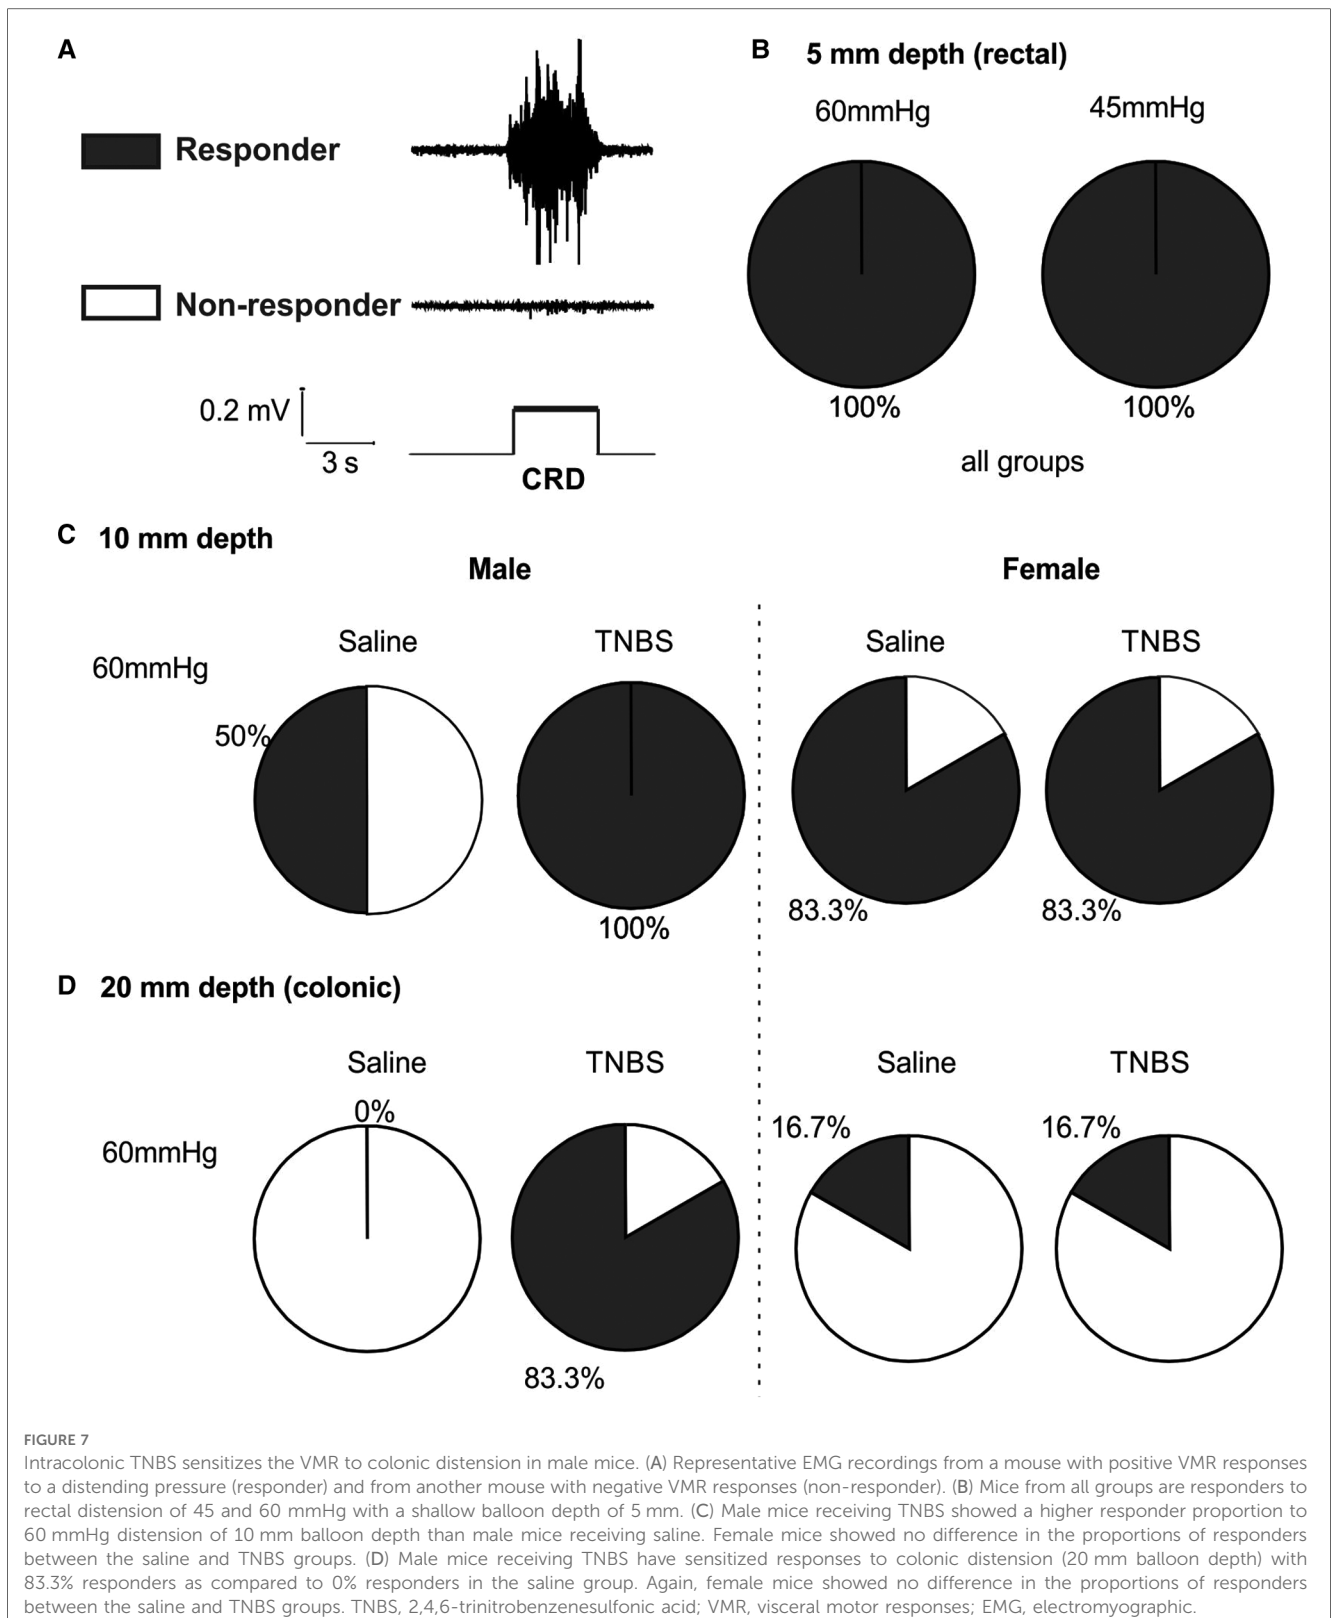 A
Responder
Non-responder
0.2 mV
3 s
CRD
B 5 mm depth (rectal)
60mmHg 45mmHg
100% 100%
all groups
C 10 mm depth
Male Female
Saline TNBS Saline TNBS
60mmHg
50%
100%
83.3% 83.3%
D 20 mm depth (colonic)
Saline TNBS Saline TNBS
0% 16.7% 16.7%
60mmHg
83.3%
FIGURE 7
Intracolonic TNBS sensitizes the VMR to colonic distension in male mice. (A) Representative EMG recordings from a mouse with positive VMR responses
to a distending pressure (responder) and from another mouse with negative VMR responses (non-responder). (B) Mice from all groups are responders to
rectal distension of 45 and 60 mmHg with a shallow balloon depth of 5 mm. (C) Male mice receiving TNBS showed a higher responder proportion to
60 mmHg distension of 10 mm balloon depth than male mice receiving saline. Female mice showed no difference in the proportions of responders
between the saline and TNBS groups. (D) Male mice receiving TNBS have sensitized responses to colonic distension (20 mm balloon depth) with
83.3% responders as compared to 0% responders in the saline group. Again, female mice showed no difference in the proportions of responders
between the saline and TNBS groups. TNBS, 2,4,6-trinitrobenzenesulfonic acid; VMR, visceral motor responses; EMG, electromyographic.